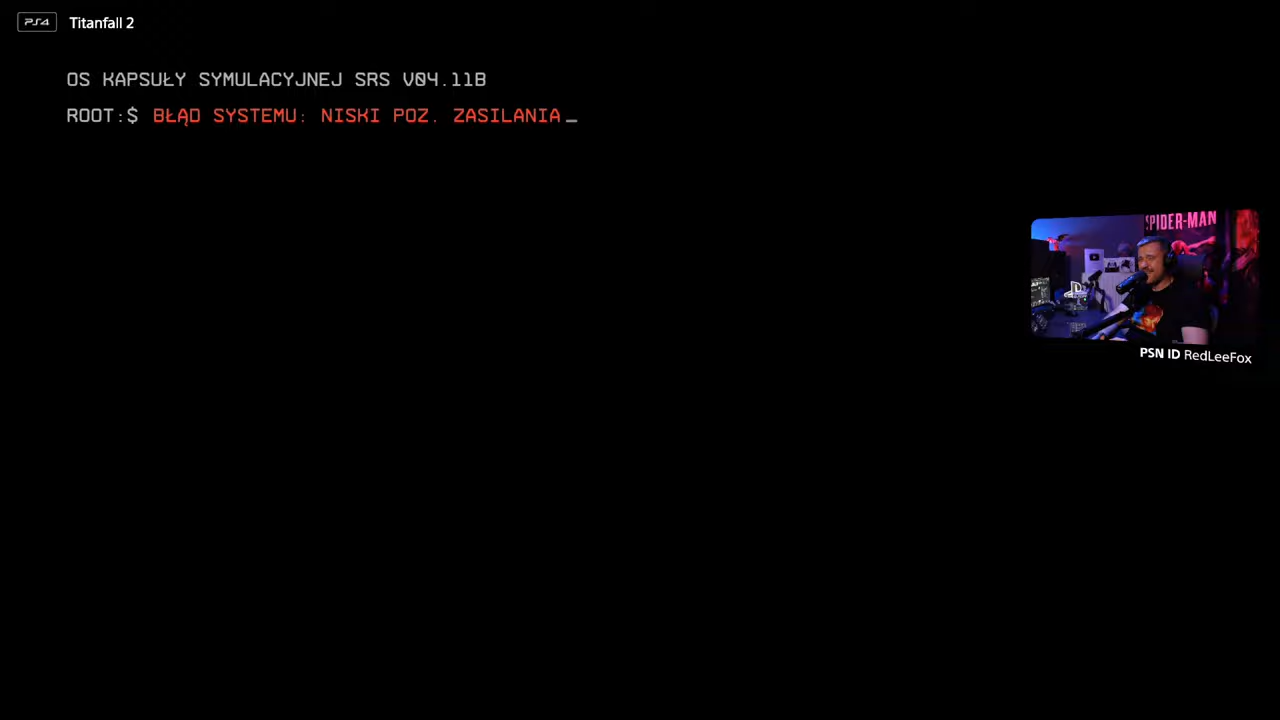 PS4 Titanfall 2
OS KAPSUŁY SYMULACYJNEJ SRS V04.11B
ROOT:$ BŁĄD SYSTEMU: NISKI POZ. ZASILANIA_
SPIDER-MAN
PSN ID RedLeeFox